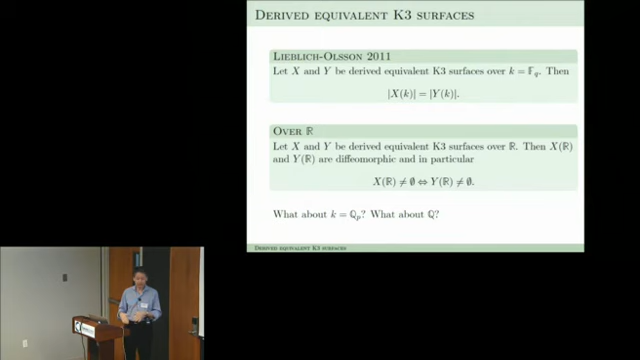 Derived equivalent K3 surfaces
Lieblich-Olsson 2011
Let X and Y be derived equivalent K3 surfaces over k = 𝔽_q. Then
|X(k)| = |Y(k)|.
Over ℝ
Let X and Y be derived equivalent K3 surfaces over ℝ. Then X(ℝ)
and Y(ℝ) are diffeomorphic and in particular
X(ℝ) ≠ ∅ ⇔ Y(ℝ) ≠ ∅.
What about k = ℚ_p? What about ℚ?
Derived equivalent K3 surfaces